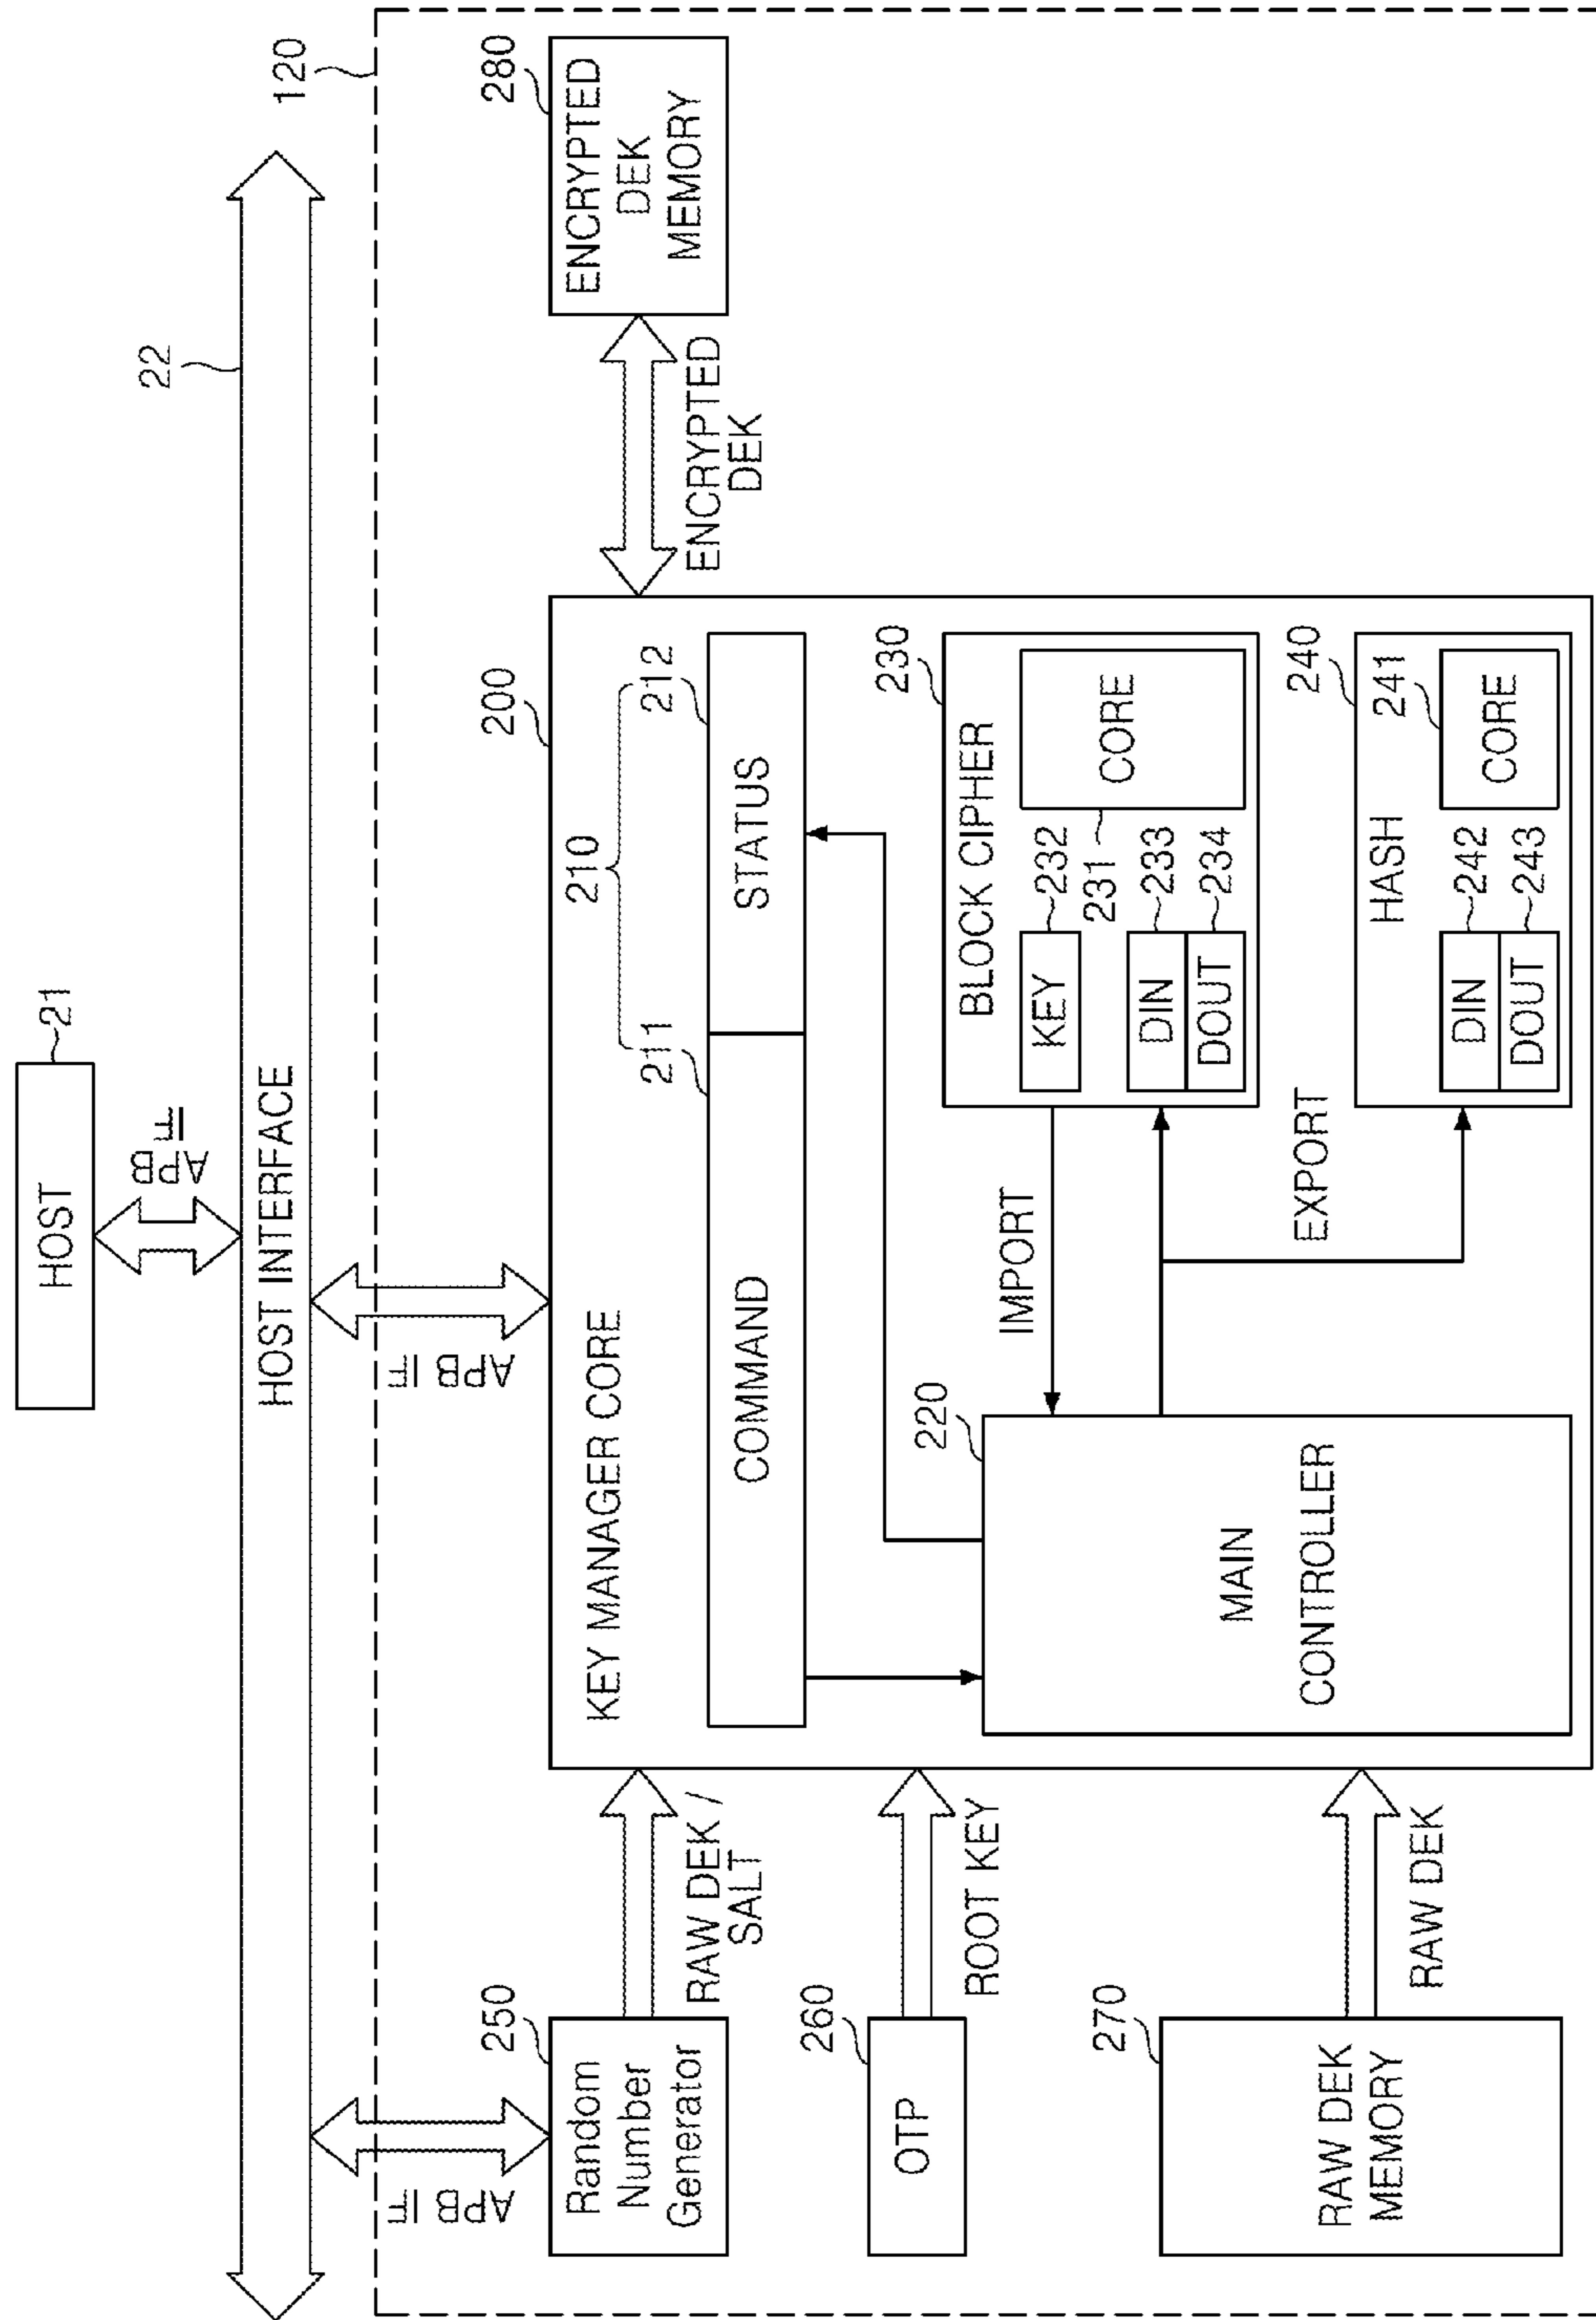 HOST
21
APB
IF
22
HOST INTERFACE
120
APB IF
APB IF
250
Random
Number
Generator
RAW DEK /
SALT
260
OTP
ROOT KEY
270
RAW DEK
MEMORY
RAW DEK
200
KEY MANAGER CORE
210
211
212
COMMAND
STATUS
220
MAIN
CONTROLLER
IMPORT
EXPORT
230
BLOCK CIPHER
KEY
232
231
CORE
DIN
233
DOUT
234
240
HASH
241
CORE
DIN
242
DOUT
243
ENCRYPTED
DEK
280
ENCRYPTED
DEK
MEMORY